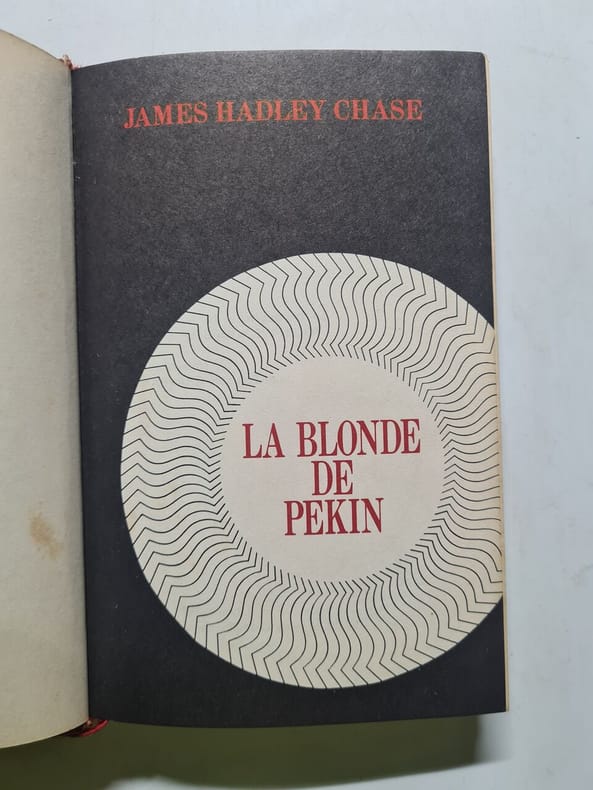 JAMES HADLEY CHASE
LA BLONDE
DE
PEKIN